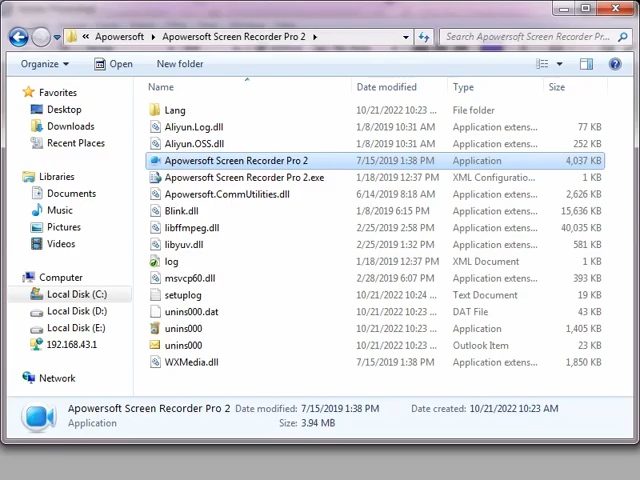 « Apowersoft ▸ Apowersoft Screen Recorder Pro 2 ▸
Search Apowersoft Screen Recorder Pr...
Organize Open New folder
Name Date modified Type Size
Favorites
Desktop
Downloads
Recent Places
Libraries
Documents
Music
Pictures
Videos
Computer
Local Disk (C:)
Local Disk (D:)
Local Disk (E:)
192.168.43.1
Network
Lang 10/21/2022 10:23 ... File folder
Aliyun.Log.dll 1/8/2019 10:31 AM Application extens... 77 KB
Aliyun.OSS.dll 1/8/2019 10:31 AM Application extens... 252 KB
Apowersoft Screen Recorder Pro 2 7/15/2019 1:38 PM Application 4,037 KB
Apowersoft Screen Recorder Pro 2.exe 1/18/2019 12:37 PM XML Configuratio... 1 KB
Apowersoft.CommUtilities.dll 6/14/2019 8:18 AM Application extens... 2,626 KB
Blink.dll 1/8/2019 6:15 PM Application extens... 15,636 KB
libffmpeg.dll 2/25/2019 2:58 PM Application extens... 40,035 KB
libyuv.dll 2/25/2019 1:32 PM Application extens... 581 KB
log 1/18/2019 12:37 PM XML Document 1 KB
msvcp60.dll 2/28/2019 6:07 PM Application extens... 393 KB
setuplog 10/21/2022 10:24 ... Text Document 19 KB
unins000.dat 10/21/2022 10:23 ... DAT File 43 KB
unins000 10/21/2022 10:23 ... Application 1,405 KB
unins000 10/21/2022 10:23 ... Outlook Item 23 KB
WXMedia.dll 7/15/2019 1:38 PM Application extens... 1,850 KB
Apowersoft Screen Recorder Pro 2 Date modified: 7/15/2019 1:38 PM Date created: 10/21/2022 10:23 AM
Application Size: 3.94 MB